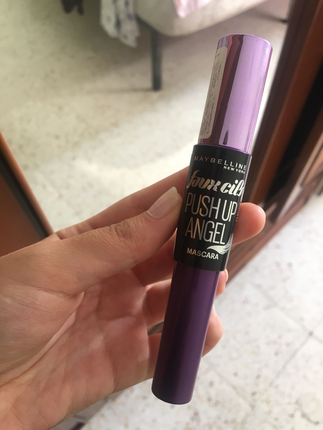 MAYBELLINE
NEW YORK
faux cils
PUSH UP
ANGEL
MASCARA